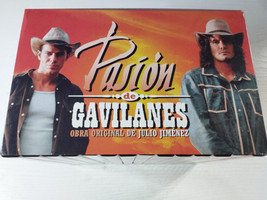 Pasión
de
GAVILANES
OBRA ORIGINAL DE JULIO JIMÉNEZ